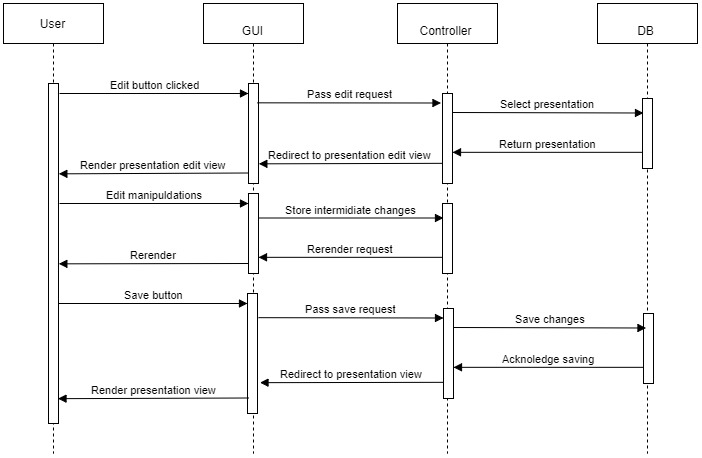 User
GUI
Controller
DB
Edit button clicked
Pass edit request
Select presentation
Return presentation
Redirect to presentation edit view
Render presentation edit view
Edit manipuldations
Store intermidiate changes
Rerender request
Rerender
Save button
Pass save request
Save changes
Acknoledge saving
Redirect to presentation view
Render presentation view